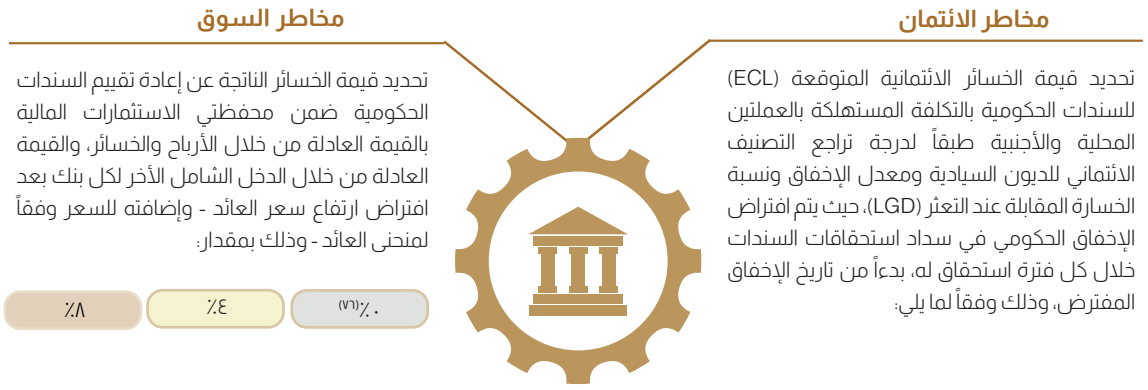 مخاطر الائتمان
تحديد قيمة الخسائر الائتمانية المتوقعة (ECL)
للسندات الحكومية بالتكلفة المستهلكة بالعملتين
المحلية والأجنبية طبقاً لدرجة تراجع التصنيف
الائتماني للديون السيادية ومعدل الإخفاق ونسبة
الخسارة المقابلة عند التعثر (LGD)، حيث يتم افتراض
الإخفاق الحكومي في سداد استحقاقات السندات
خلال كل فترة استحقاق له، بدءاً من تاريخ الإخفاق
المفترض، وذلك وفقاً لما يلي:
مخاطر السوق
تحديد قيمة الخسائر الناتجة عن إعادة تقييم السندات
الحكومية ضمن محفظتي الاستثمارات المالية
بالقيمة العادلة من خلال الأرباح والخسائر، والقيمة
العادلة من خلال الدخل الشامل الأخر لكل بنك بعد
افتراض ارتفاع سعر العائد - وإضافته للسعر وفقاً
لمنحنى العائد - وذلك بمقدار:
٠٪(٧٦)
٤٪
٨٪